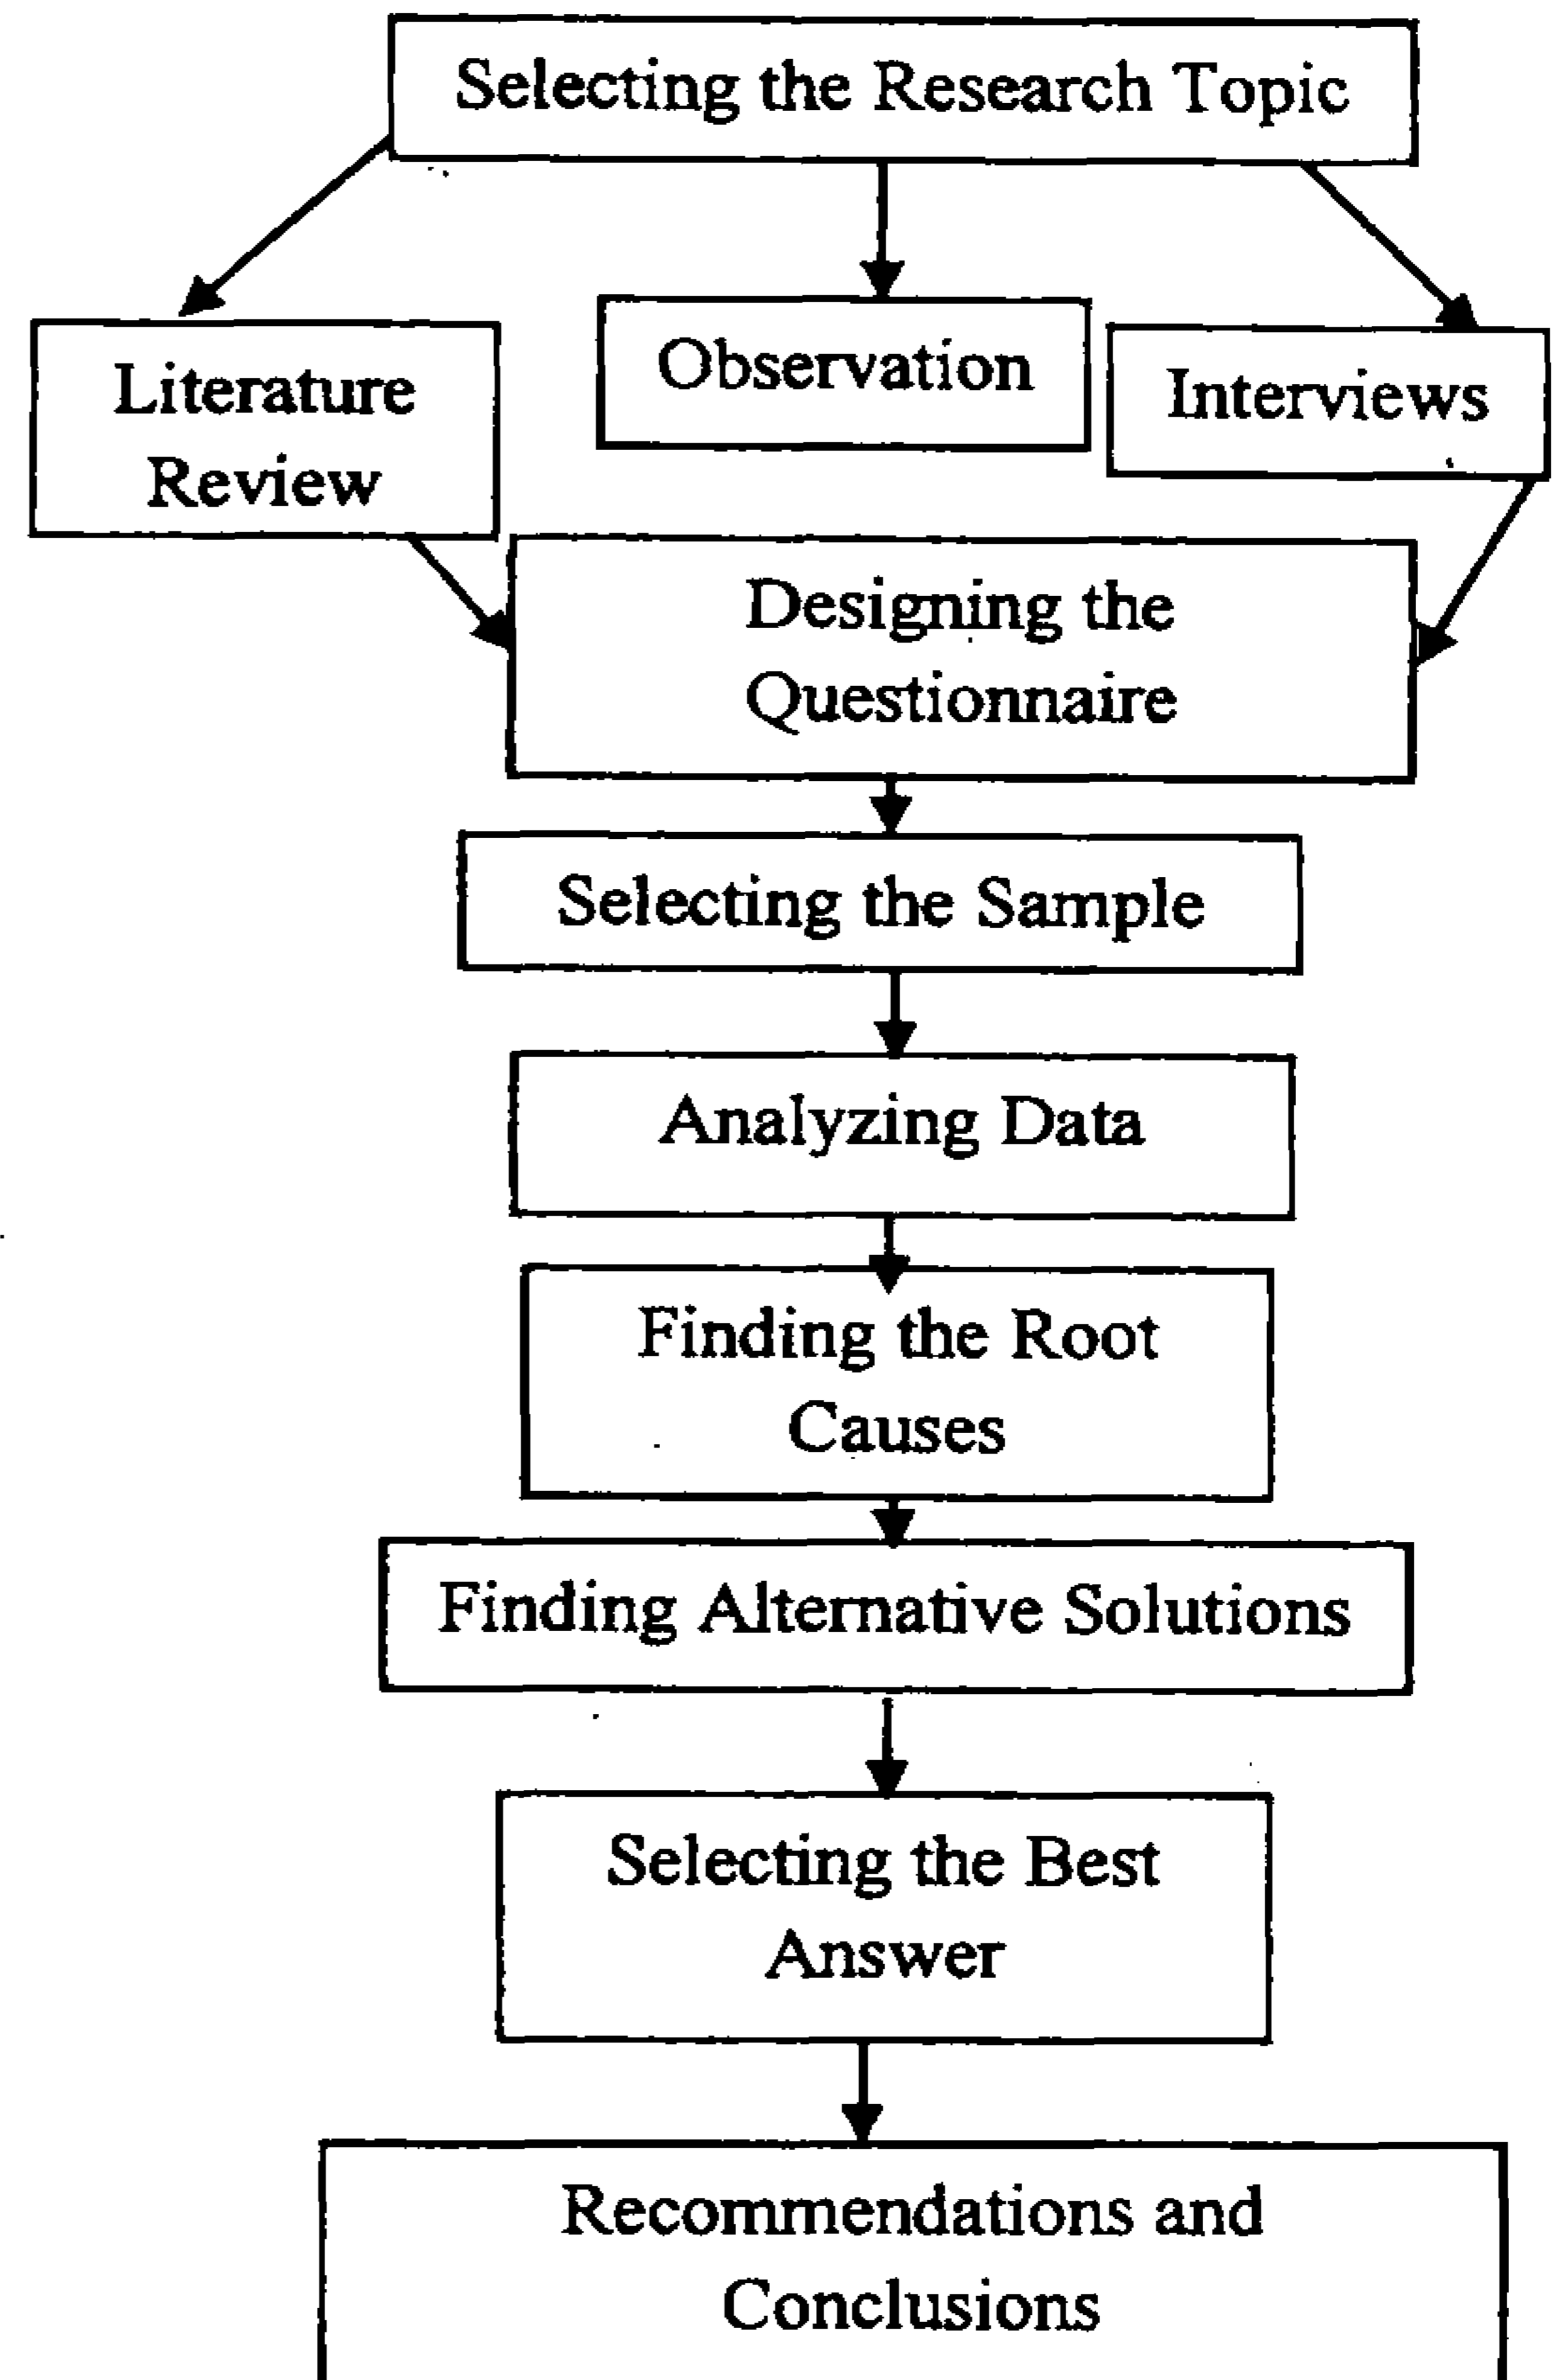 Selecting the Research Topic
Literature
Review
Observation
Interviews
Designing the
Questionnaire
Selecting the Sample
Analyzing Data
Finding the Root
Causes
Finding Alternative Solutions
Selecting the Best
Answer
Recommendations and
Conclusions